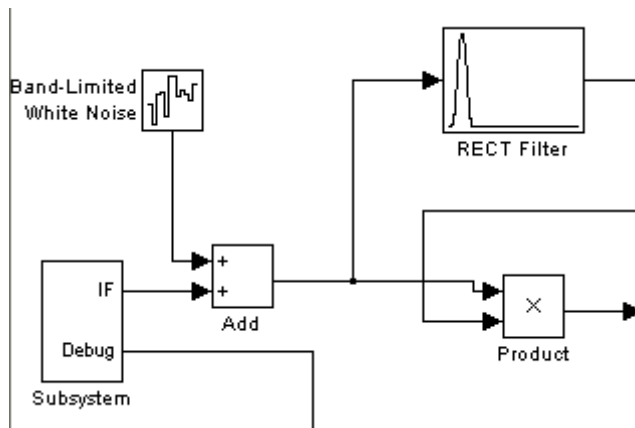 Band-Limited
White Noise
RECT Filter
IF
Debug
Subsystem
+
+
Add
×
Product